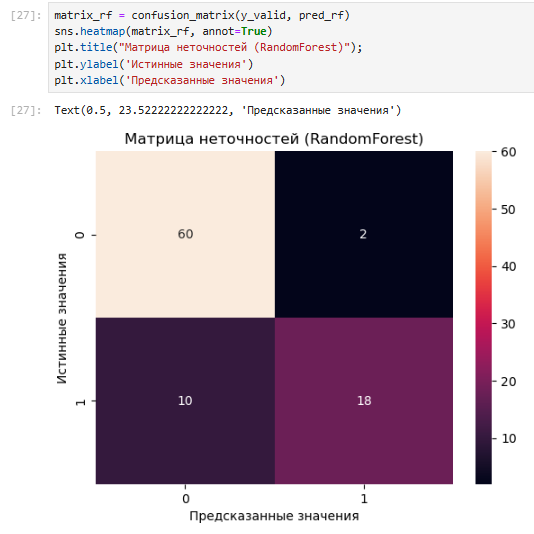 [27]: matrix_rf = confusion_matrix(y_valid, pred_rf)
sns.heatmap(matrix_rf, annot=True)
plt.title("Матрица неточностей (RandomForest)");
plt.ylabel('Истинные значения')
plt.xlabel('Предсказанные значения')
[27]: Text(0.5, 23.52222222222222, 'Предсказанные значения')
Матрица неточностей (RandomForest)
60
50
40
30
20
10
Истинные значения
0
1
60 2
10 18
0 1
Предсказанные значения